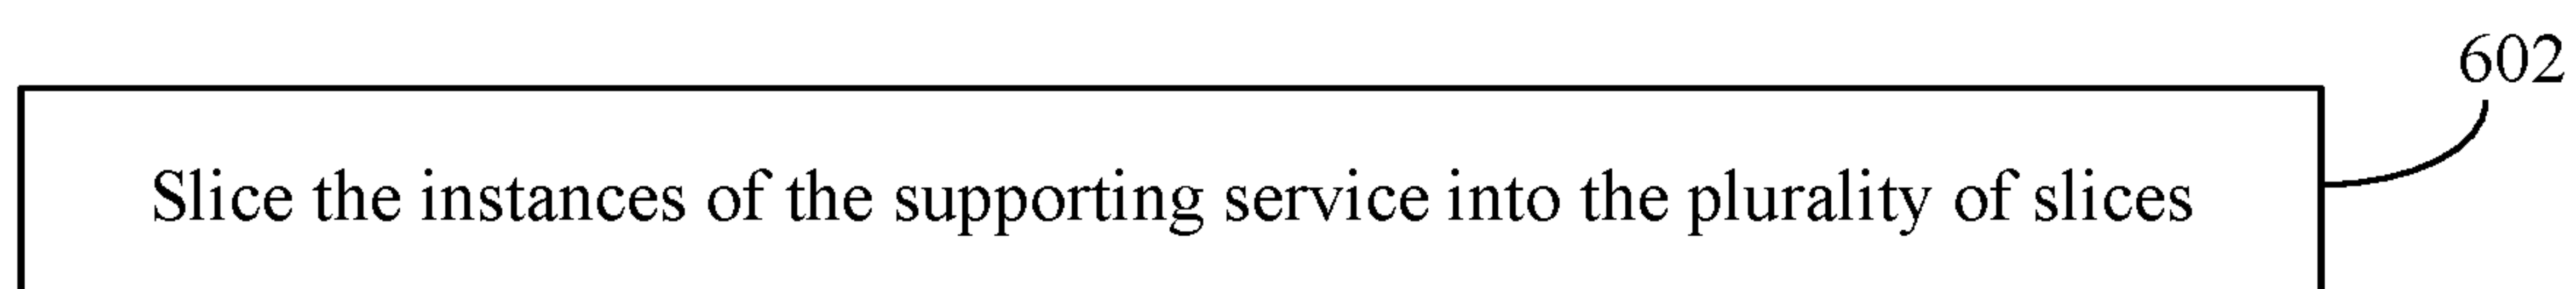 602
Slice the instances of the supporting service into the plurality of slices